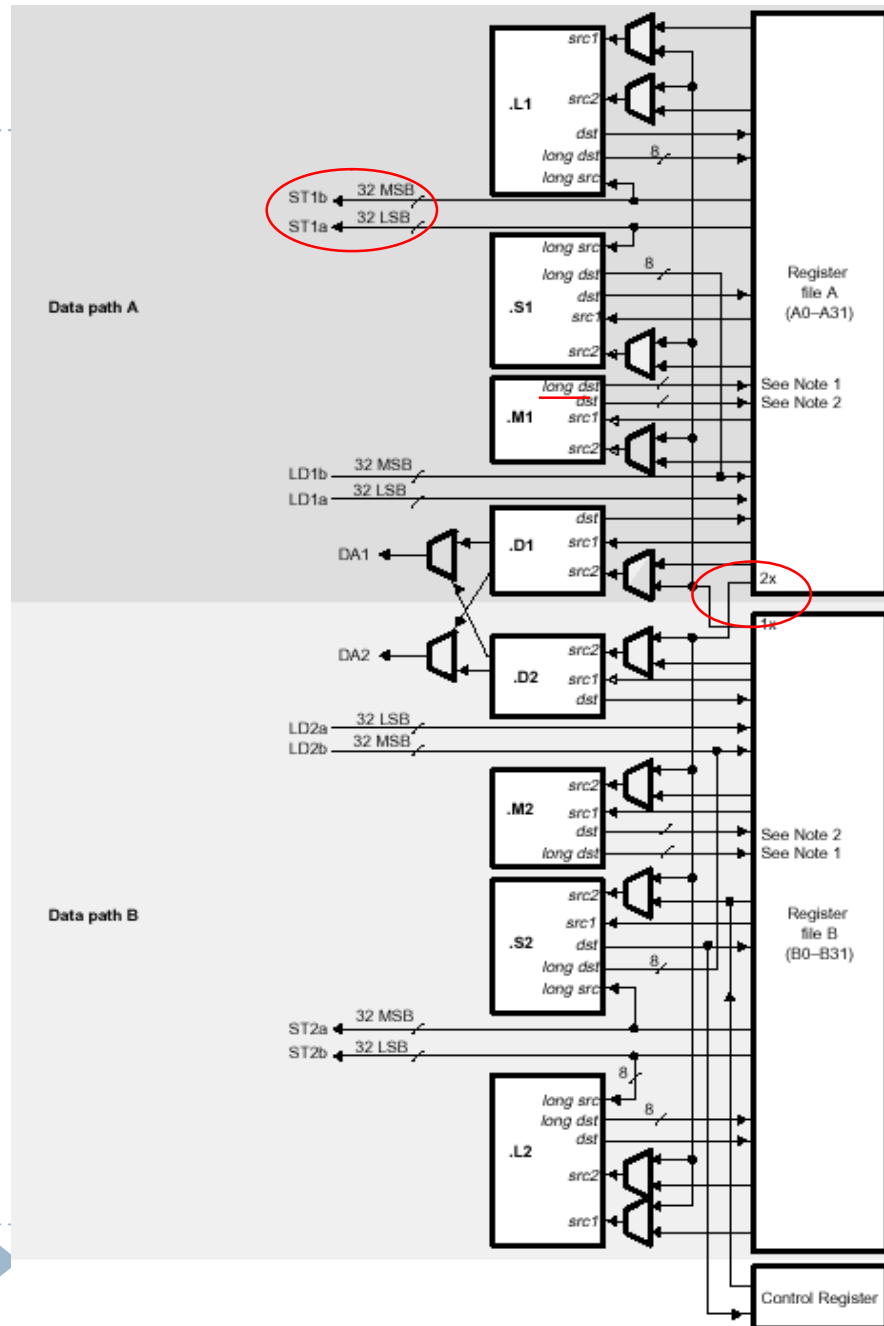 src1
.L1
src2
dst
long dst
8
long src
ST1b
32 MSB
ST1a
32 LSB
long src
long dst
8
Data path A
.S1
dst
src1
src2
Register
file A
(A0–A31)
long dst
See Note 1
dst
See Note 2
.M1
src1
src2
LD1b
32 MSB
LD1a
32 LSB
dst
DA1
.D1
src1
src2
2x
1x
DA2
src2
.D2
src1
dst
LD2a
32 LSB
LD2b
32 MSB
src2
.M2
src1
dst
See Note 2
long dst
See Note 1
src2
Data path B
src1
.S2
dst
long dst
8
long src
Register
file B
(B0–B31)
ST2a
32 MSB
ST2b
32 LSB
8
long src
long dst
8
dst
.L2
src2
src1
Control Register